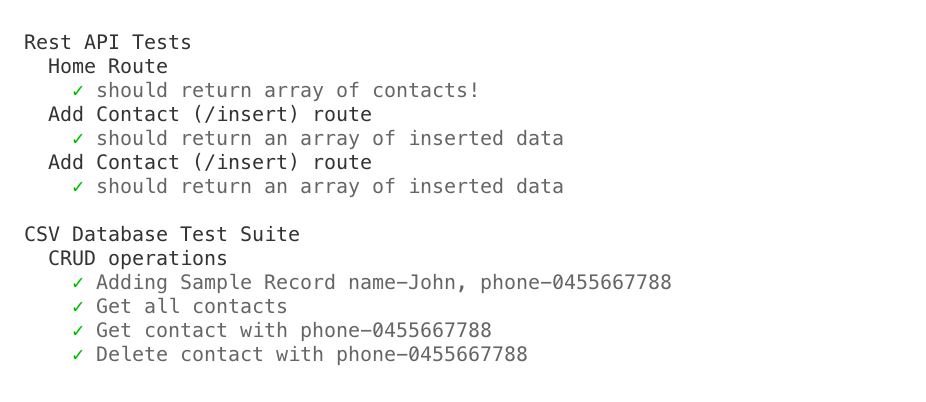 Rest API Tests
Home Route
✓ should return array of contacts!
Add Contact (/insert) route
✓ should return an array of inserted data
Add Contact (/insert) route
✓ should return an array of inserted data
CSV Database Test Suite
CRUD operations
✓ Adding Sample Record name-John, phone-0455667788
✓ Get all contacts
✓ Get contact with phone-0455667788
✓ Delete contact with phone-0455667788